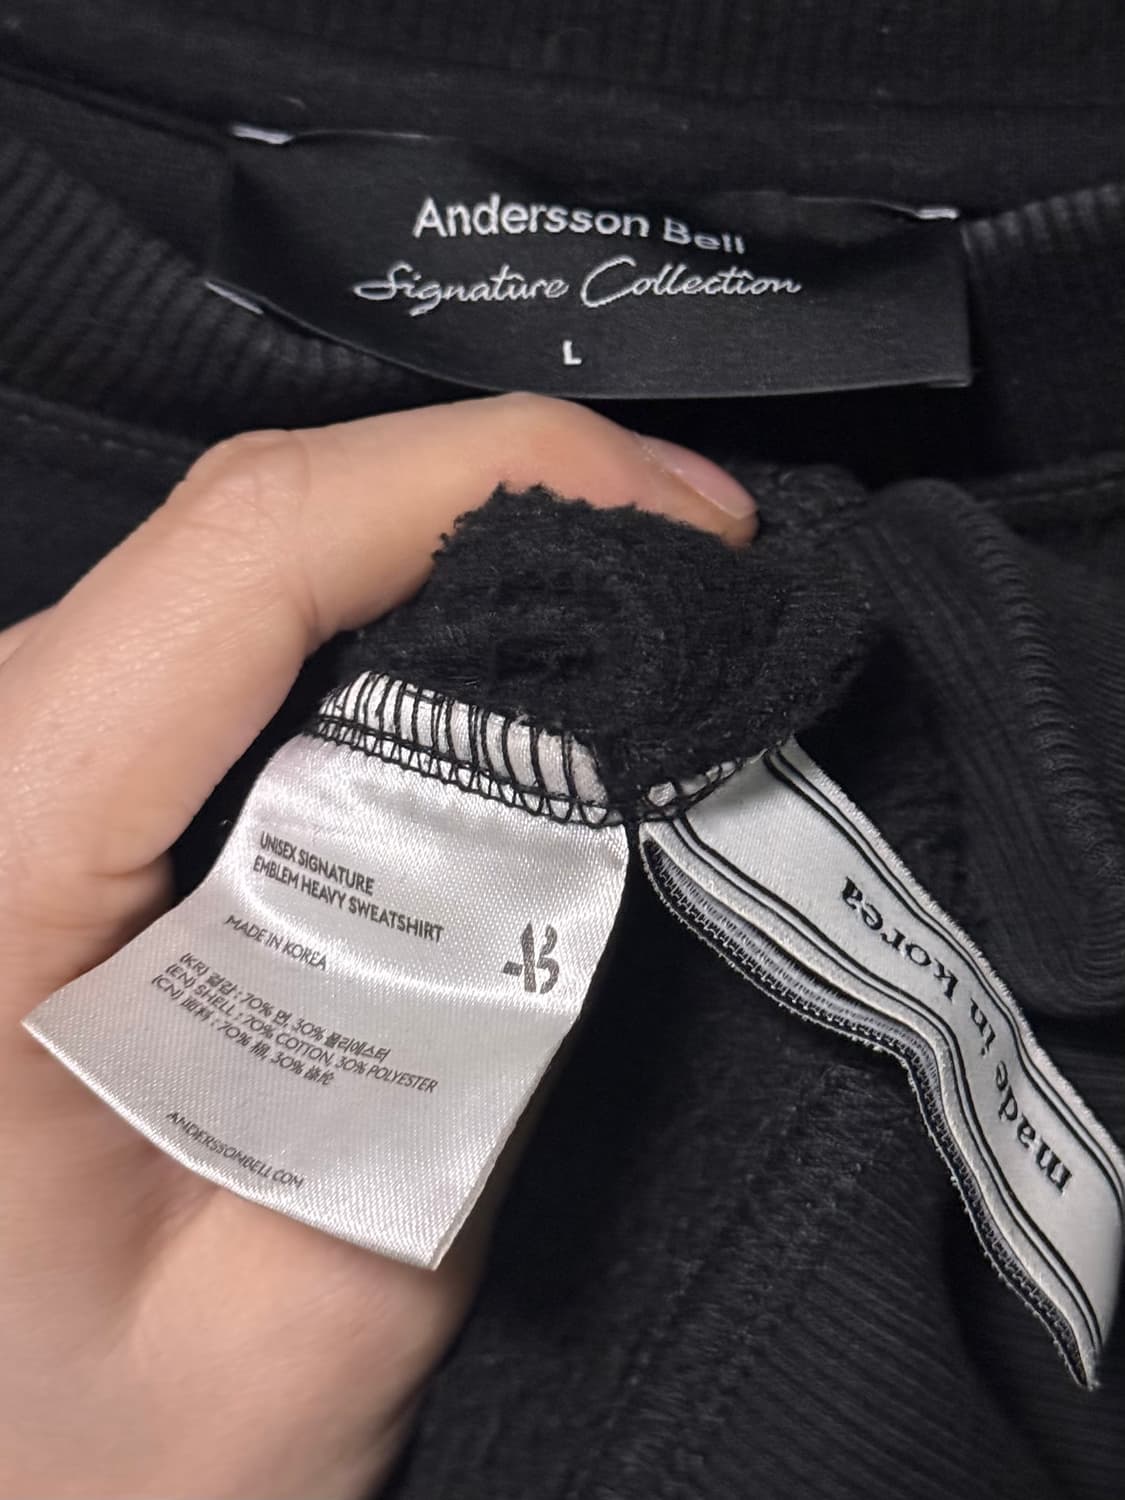 Andersson Bell
Signature Collection
L
UNISEX SIGNATURE
EMBLEM HEAVY SWEATSHIRT
MADE IN KOREA
(KR) 겉감 : 70% 면, 30% 폴리에스터
(EN) SHELL : 70% COTTON, 30% POLYESTER
(CN) 面料 : 70% 棉, 30% 涤纶
ANDERSSONBELL.COM
made in korea